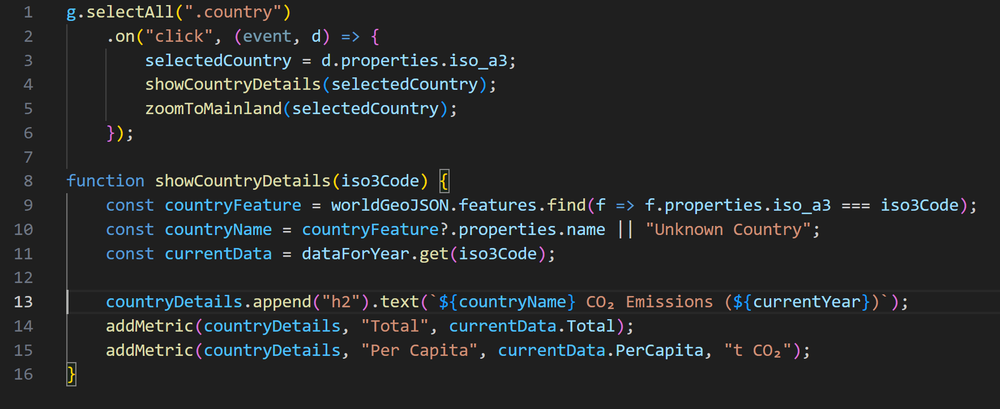 1 g.selectAll(".country")
2     .on("click", (event, d) => {
3         selectedCountry = d.properties.iso_a3;
4         showCountryDetails(selectedCountry);
5         zoomToMainland(selectedCountry);
6     });
7
8 function showCountryDetails(iso3Code) {
9     const countryFeature = worldGeoJSON.features.find(f => f.properties.iso_a3 === iso3Code);
10     const countryName = countryFeature?.properties.name || "Unknown Country";
11     const currentData = dataForYear.get(iso3Code);
12
13     countryDetails.append("h2").text(`${countryName} CO₂ Emissions (${currentYear})`);
14     addMetric(countryDetails, "Total", currentData.Total);
15     addMetric(countryDetails, "Per Capita", currentData.PerCapita, "t CO₂");
16 }